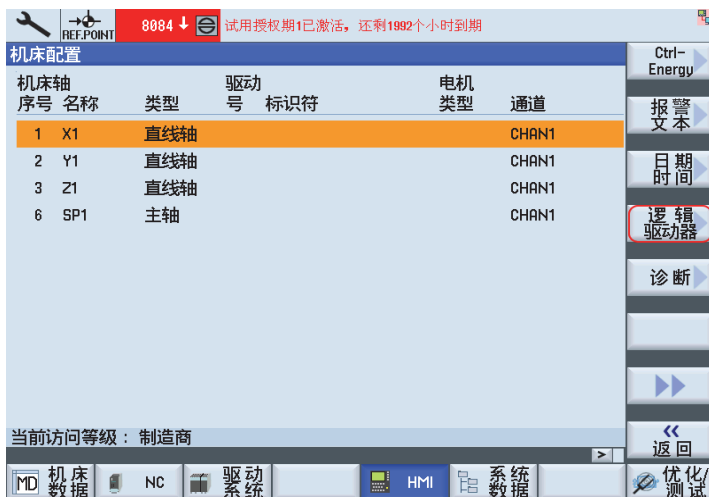 REF.POINT
8084 ↓ 试用授权期1已激活，还剩1992个小时到期
机床配置
机床轴 驱动 电机
序号 名称 类型 号 标识符 类型 通道
1 X1 直线轴 CHAN1
2 Y1 直线轴 CHAN1
3 Z1 直线轴 CHAN1
6 SP1 主轴 CHAN1
当前访问等级：制造商
Ctrl-
Energy
报警
文本
日期
时间
逻辑
驱动器
诊断
返回
MD 机床
数据
NC
驱动
系统
HMI
系统
数据
优化/
测试